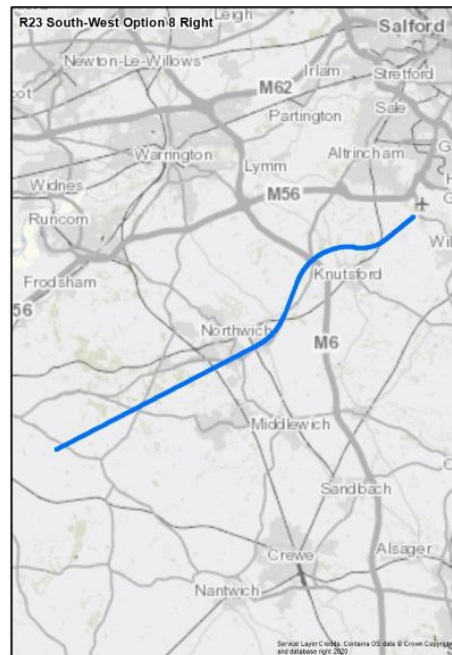 R23 South-West Option 8 Right
Leigh
Salford
Newton-Le-Willows
Irlam
Stretford
M62
Partington
Sale
Warrington
Altrincham
Lymm
Widnes
M56
Runcorn
Knutsford
Frodsham
56
Northwich
M6
Middlewich
Sandbach
Crewe
Alsager
Nantwich
Service Layer Credits: Contains OS data © Crown Copyright
and database right 2020